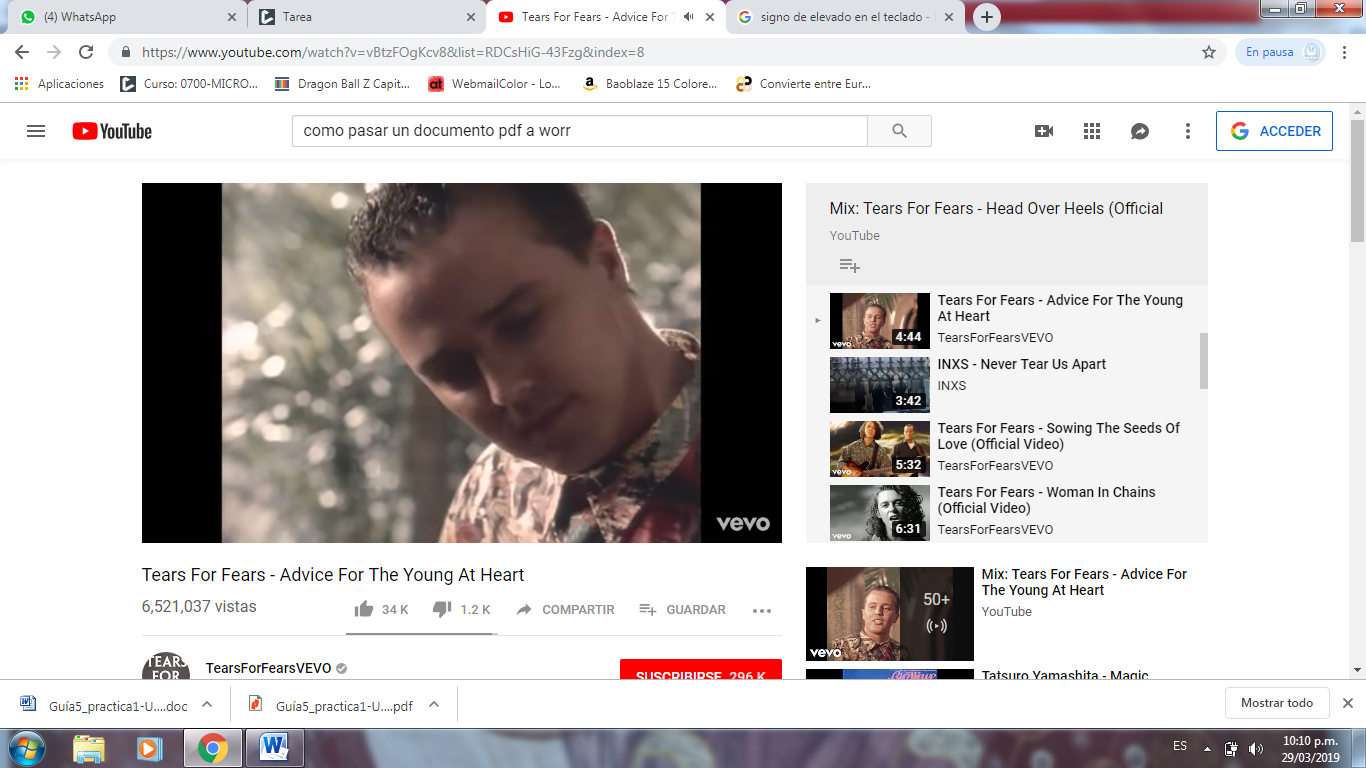 (4) WhatsApp
Tarea
Tears For Fears - Advice For T
signo de elevado en el teclado -
https://www.youtube.com/watch?v=vBtzFOgKcv8&list=RDCsHiG-43Fzg&index=8
En pausa
Aplicaciones
Curso: 0700-MICRO...
Dragon Ball Z Capit...
WebmailColor - Lo...
Baoblaze 15 Colore...
Convierte entre Eur...
YouTube
como pasar un documento pdf a worr
ACCEDER
vevo
Tears For Fears - Advice For The Young At Heart
6,521,037 vistas
34 K
1.2 K
COMPARTIR
GUARDAR
TEARS
FOR
TearsForFearsVEVO
SUSCRIBIRSE 296 K
Mix: Tears For Fears - Head Over Heels (Official
YouTube
Tears For Fears - Advice For The Young
At Heart
TearsForFearsVEVO
4:44
vevo
INXS - Never Tear Us Apart
INXS
3:42
Tears For Fears - Sowing The Seeds Of
Love (Official Video)
TearsForFearsVEVO
5:32
vevo
Tears For Fears - Woman In Chains
(Official Video)
TearsForFearsVEVO
6:31
vevo
50+
vevo
Mix: Tears For Fears - Advice For
The Young At Heart
YouTube
Tatsuro Yamashita - Magic
Guía5_practica1-U....doc
Guía5_practica1-U....pdf
Mostrar todo
ES
10:10 p.m.
29/03/2019